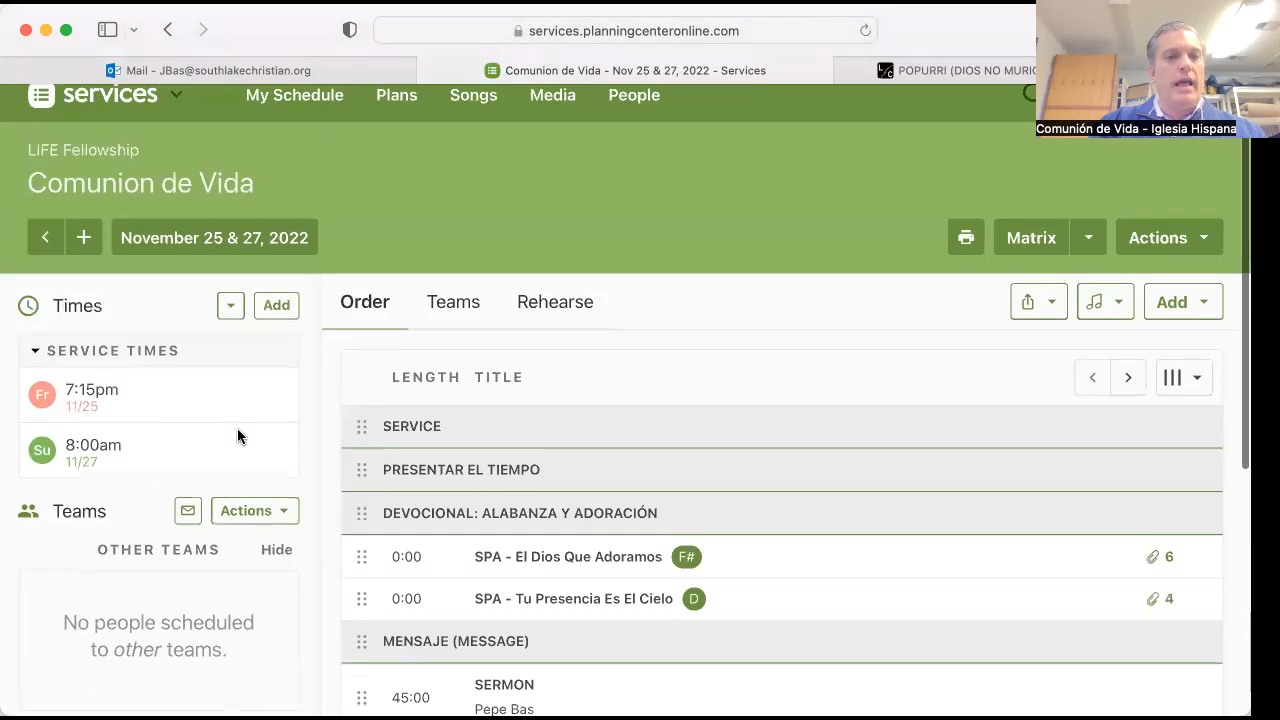 services.planningcenteronline.com
Mail - JBas@southlakechristian.org
Comunion de Vida - Nov 25 & 27, 2022 - Services
POPURRI (DIOS NO MURIO
Comunión de Vida - Iglesia Hispana
services
My Schedule
Plans
Songs
Media
People
LiFE Fellowship
Comunion de Vida
November 25 & 27, 2022
Matrix
Actions
Times
Add
Order
Teams
Rehearse
Add
SERVICE TIMES
Fr
7:15pm
11/25
Su
8:00am
11/27
Teams
Actions
OTHER TEAMS
Hide
No people scheduled
to other teams.
LENGTH TITLE
SERVICE
PRESENTAR EL TIEMPO
DEVOCIONAL: ALABANZA Y ADORACIÓN
0:00 SPA - El Dios Que Adoramos F# 6
0:00 SPA - Tu Presencia Es El Cielo D 4
MENSAJE (MESSAGE)
45:00 SERMON
Pepe Bas